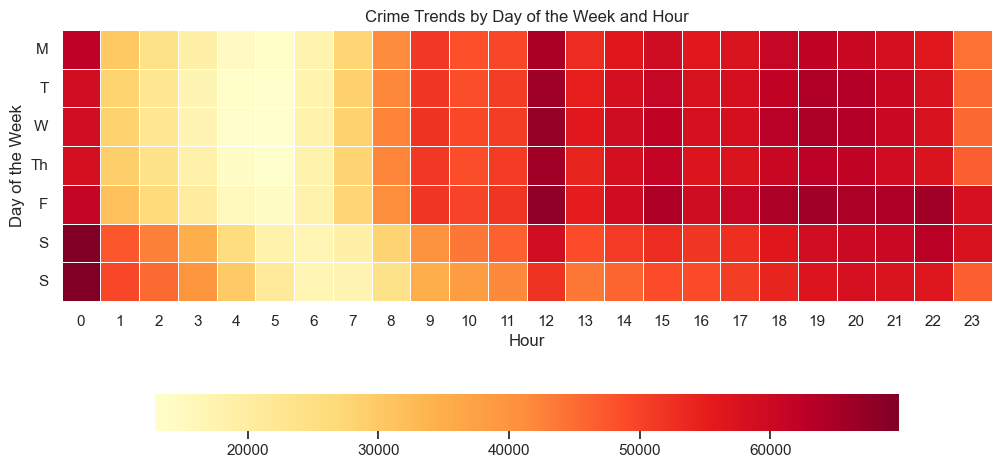 Crime Trends by Day of the Week and Hour
Day of the Week
M
T
W
Th
F
S
S
0 1 2 3 4 5 6 7 8 9 10 11 12 13 14 15 16 17 18 19 20 21 22 23
Hour
20000 30000 40000 50000 60000